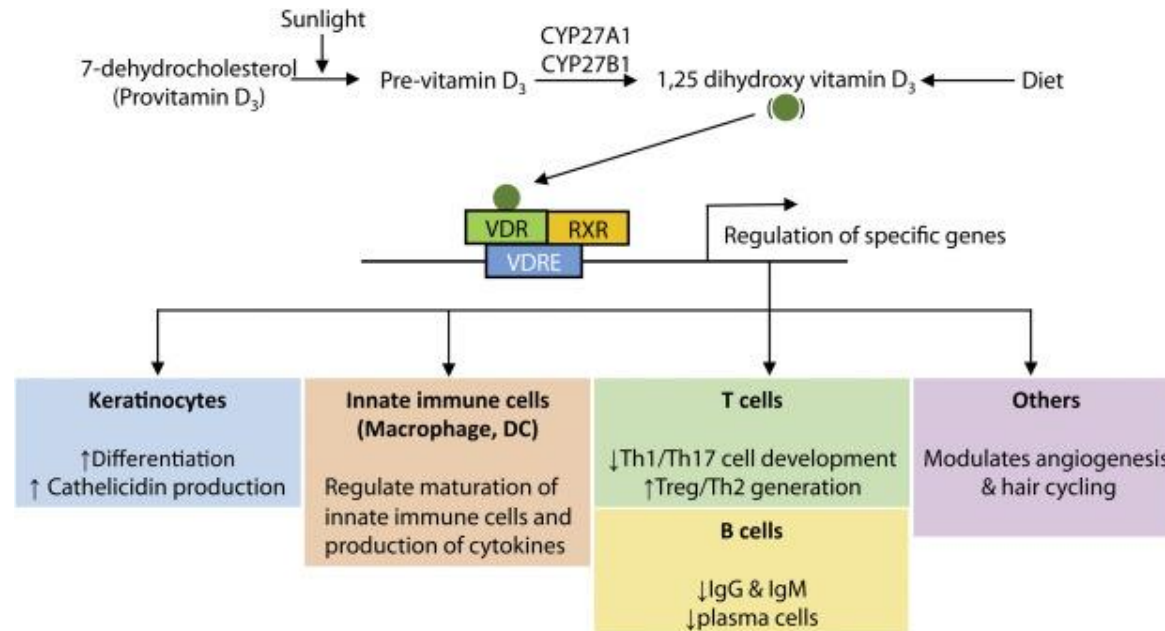 Sunlight
7-dehydrocholesterol
(Provitamin D₃)
Pre-vitamin D₃
CYP27A1
CYP27B1
1,25 dihydroxy vitamin D₃
( )
Diet
VDR
RXR
VDRE
Regulation of specific genes
Keratinocytes
↑Differentiation
↑ Cathelicidin production
Innate immune cells
(Macrophage, DC)
Regulate maturation of
innate immune cells and
production of cytokines
T cells
↓Th1/Th17 cell development
↑Treg/Th2 generation
B cells
↓IgG & IgM
↓plasma cells
Others
Modulates angiogenesis
& hair cycling